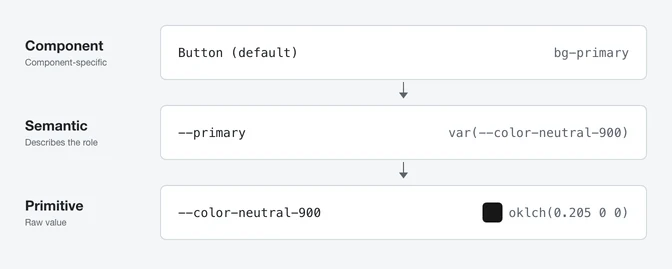 Component
Component-specific
Button (default)
bg-primary
Semantic
Describes the role
--primary
var(--color-neutral-900)
Primitive
Raw value
--color-neutral-900
oklch(0.205 0 0)